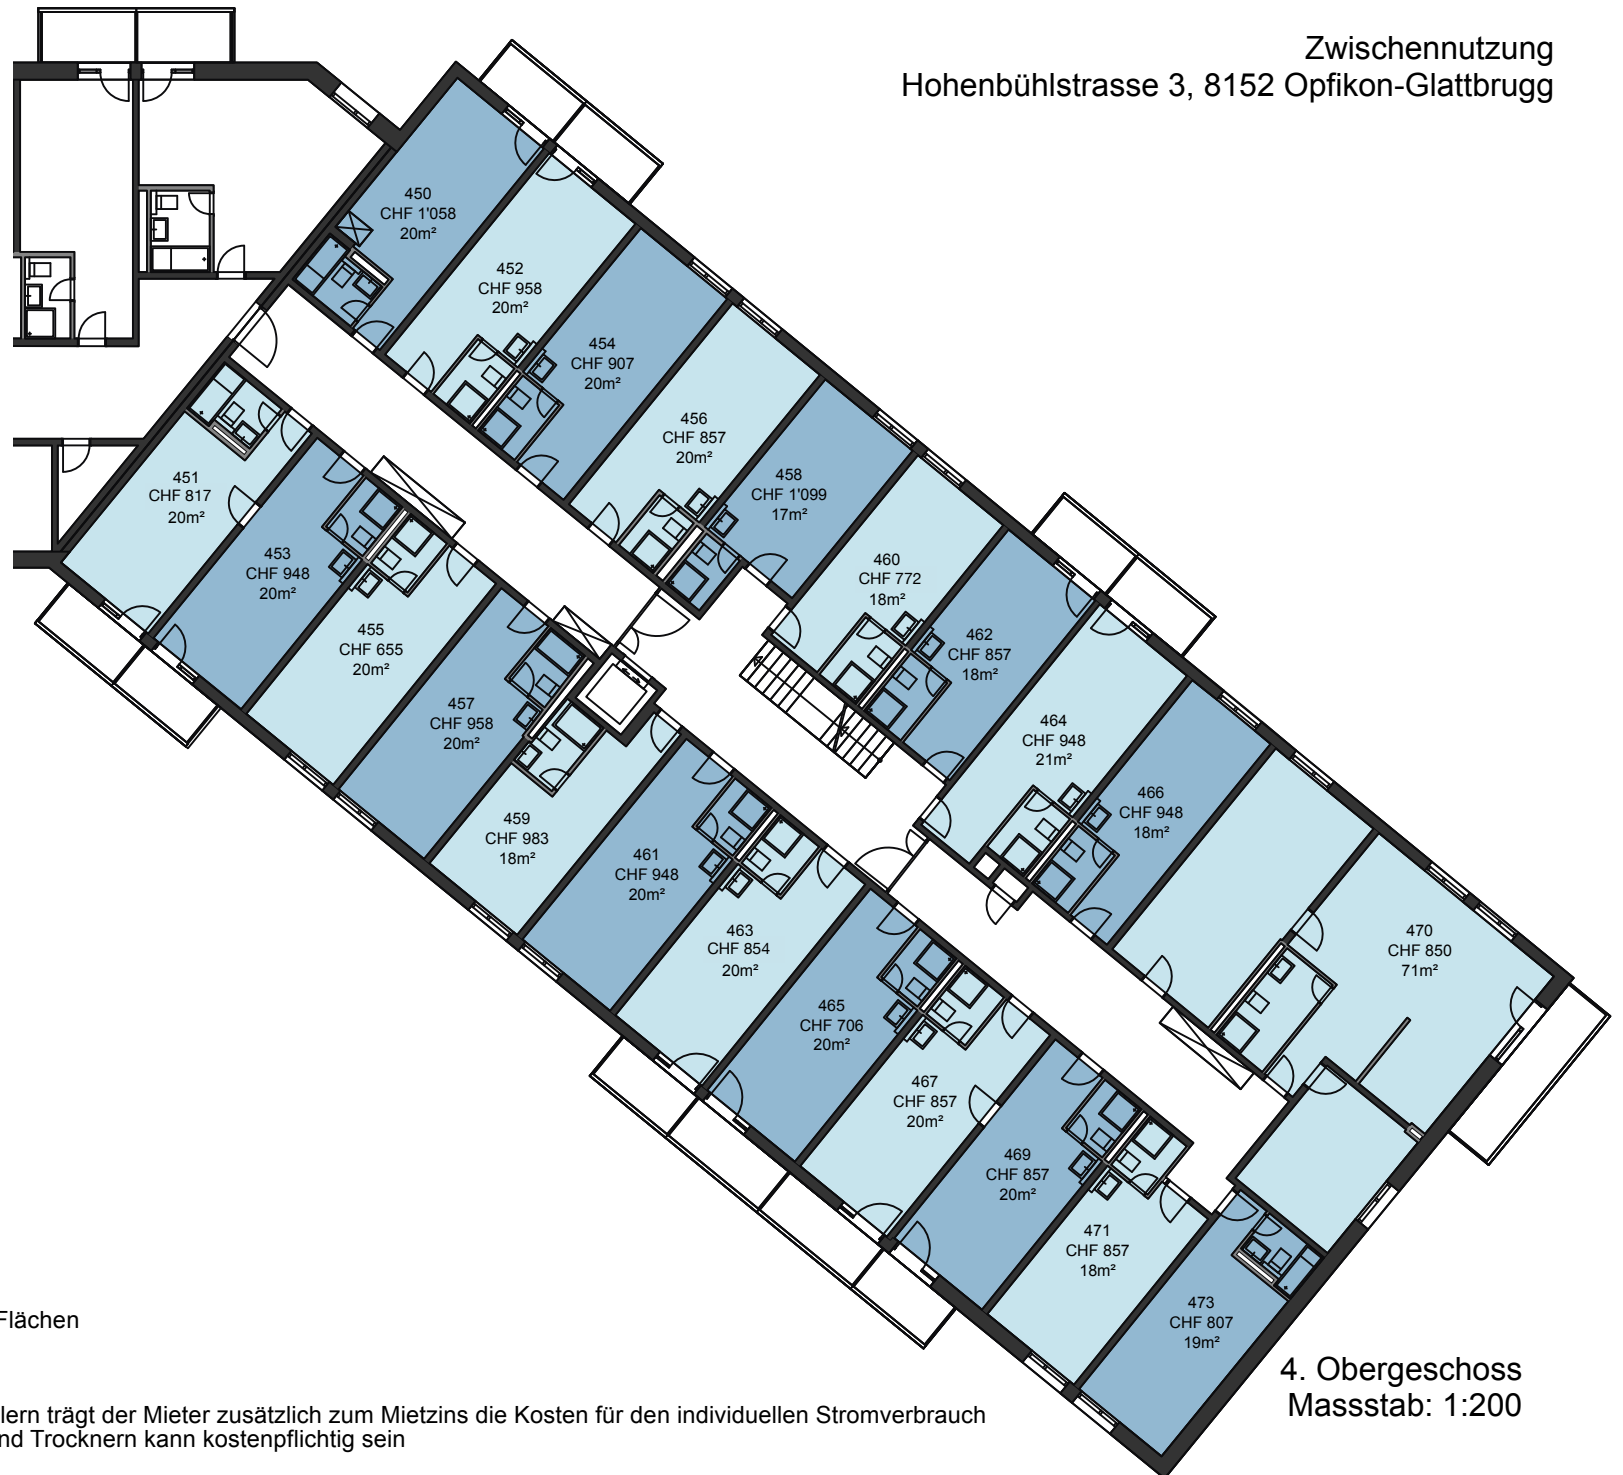 Zwischennutzung
Hohenbühlstrasse 3, 8152 Opfikon-Glattbrugg
450
CHF 1'058
20m²
452
CHF 958
20m²
454
CHF 907
20m²
456
CHF 857
20m²
458
CHF 1'099
17m²
460
CHF 772
18m²
462
CHF 857
18m²
464
CHF 948
21m²
466
CHF 948
18m²
470
CHF 850
71m²
451
CHF 817
20m²
453
CHF 948
20m²
455
CHF 655
20m²
457
CHF 958
20m²
459
CHF 983
18m²
461
CHF 948
20m²
463
CHF 854
20m²
465
CHF 706
20m²
467
CHF 857
20m²
469
CHF 857
20m²
471
CHF 857
18m²
473
CHF 807
19m²
Flächen
4. Obergeschoss
Massstab: 1:200
lern trägt der Mieter zusätzlich zum Mietzins die Kosten für den individuellen Stromverbrauch
nd Trocknern kann kostenpflichtig sein